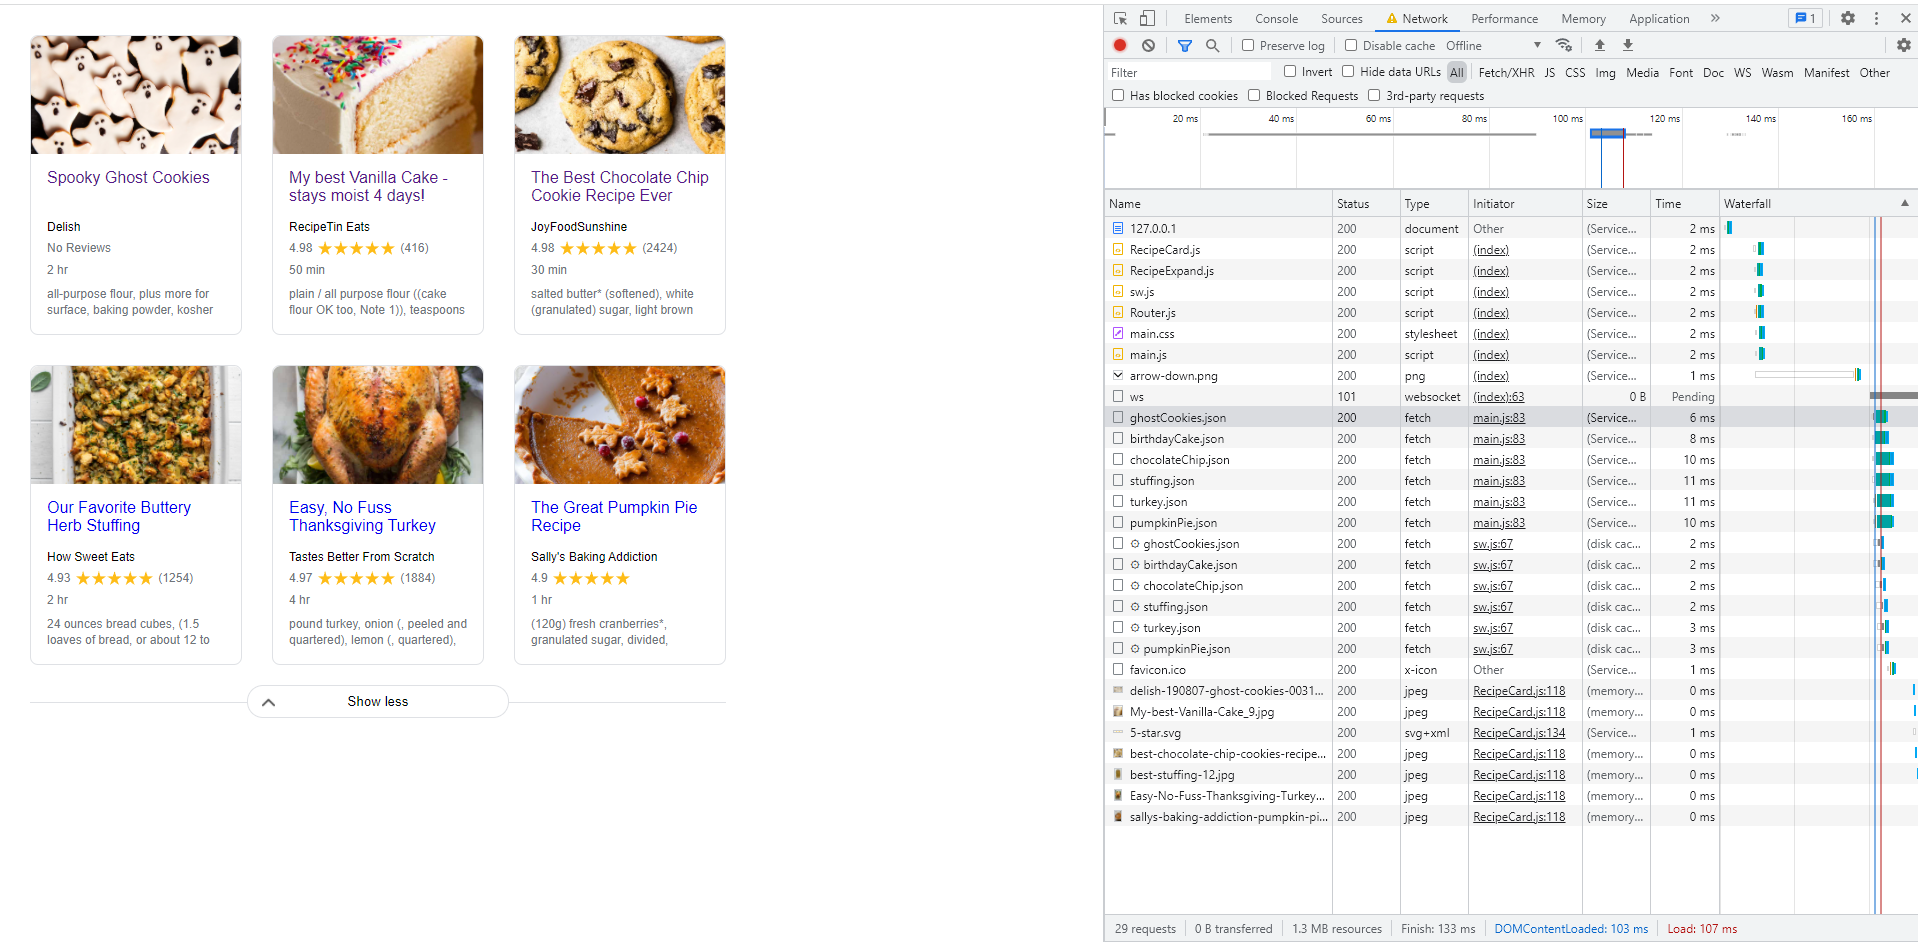 Spooky Ghost Cookies
Delish
No Reviews
2 hr
all-purpose flour, plus more for
surface, baking powder, kosher
My best Vanilla Cake -
stays moist 4 days!
RecipeTin Eats
4.98 (416)
50 min
plain / all purpose flour ((cake
flour OK too, Note 1)), teaspoons
The Best Chocolate Chip
Cookie Recipe Ever
JoyFoodSunshine
4.98 (2424)
30 min
salted butter* (softened), white
(granulated) sugar, light brown
Our Favorite Buttery
Herb Stuffing
How Sweet Eats
4.93 (1254)
2 hr
24 ounces bread cubes, (1.5
loaves of bread, or about 12 to
Easy, No Fuss
Thanksgiving Turkey
Tastes Better From Scratch
4.97 (1884)
4 hr
pound turkey, onion (, peeled and
quartered), lemon (, quartered),
The Great Pumpkin Pie
Recipe
Sally's Baking Addiction
4.9
1 hr
(120g) fresh cranberries*,
granulated sugar, divided,
Show less
Elements Console Sources Network Performance Memory Application » 1
Preserve log Disable cache Offline
Filter Invert Hide data URLs All Fetch/XHR JS CSS Img Media Font Doc WS Wasm Manifest Other
Has blocked cookies Blocked Requests 3rd-party requests
20 ms 40 ms 60 ms 80 ms 100 ms 120 ms 140 ms 160 ms
Name Status Type Initiator Size Time Waterfall
127.0.0.1 200 document Other (Service... 2 ms
RecipeCard.js 200 script (index) (Service... 2 ms
RecipeExpand.js 200 script (index) (Service... 2 ms
sw.js 200 script (index) (Service... 2 ms
Router.js 200 script (index) (Service... 2 ms
main.css 200 stylesheet (index) (Service... 2 ms
main.js 200 script (index) (Service... 2 ms
arrow-down.png 200 png (index) (Service... 1 ms
ws 101 websocket (index):63 0 B Pending
ghostCookies.json 200 fetch main.js:83 (Service... 6 ms
birthdayCake.json 200 fetch main.js:83 (Service... 8 ms
chocolateChip.json 200 fetch main.js:83 (Service... 10 ms
stuffing.json 200 fetch main.js:83 (Service... 11 ms
turkey.json 200 fetch main.js:83 (Service... 11 ms
pumpkinPie.json 200 fetch main.js:83 (Service... 10 ms
ghostCookies.json 200 fetch sw.js:67 (disk cac... 2 ms
birthdayCake.json 200 fetch sw.js:67 (disk cac... 2 ms
chocolateChip.json 200 fetch sw.js:67 (disk cac... 2 ms
stuffing.json 200 fetch sw.js:67 (disk cac... 2 ms
turkey.json 200 fetch sw.js:67 (disk cac... 3 ms
pumpkinPie.json 200 fetch sw.js:67 (disk cac... 3 ms
favicon.ico 200 x-icon Other (Service... 1 ms
delish-190807-ghost-cookies-0031... 200 jpeg RecipeCard.js:118 (memory... 0 ms
My-best-Vanilla-Cake_9.jpg 200 jpeg RecipeCard.js:118 (memory... 0 ms
5-star.svg 200 svg+xml RecipeCard.js:134 (Service... 1 ms
best-chocolate-chip-cookies-recipe... 200 jpeg RecipeCard.js:118 (memory... 0 ms
best-stuffing-12.jpg 200 jpeg RecipeCard.js:118 (memory... 0 ms
Easy-No-Fuss-Thanksgiving-Turkey... 200 jpeg RecipeCard.js:118 (memory... 0 ms
sallys-baking-addiction-pumpkin-pi... 200 jpeg RecipeCard.js:118 (memory... 0 ms
29 requests 0 B transferred 1.3 MB resources Finish: 133 ms DOMContentLoaded: 103 ms Load: 107 ms